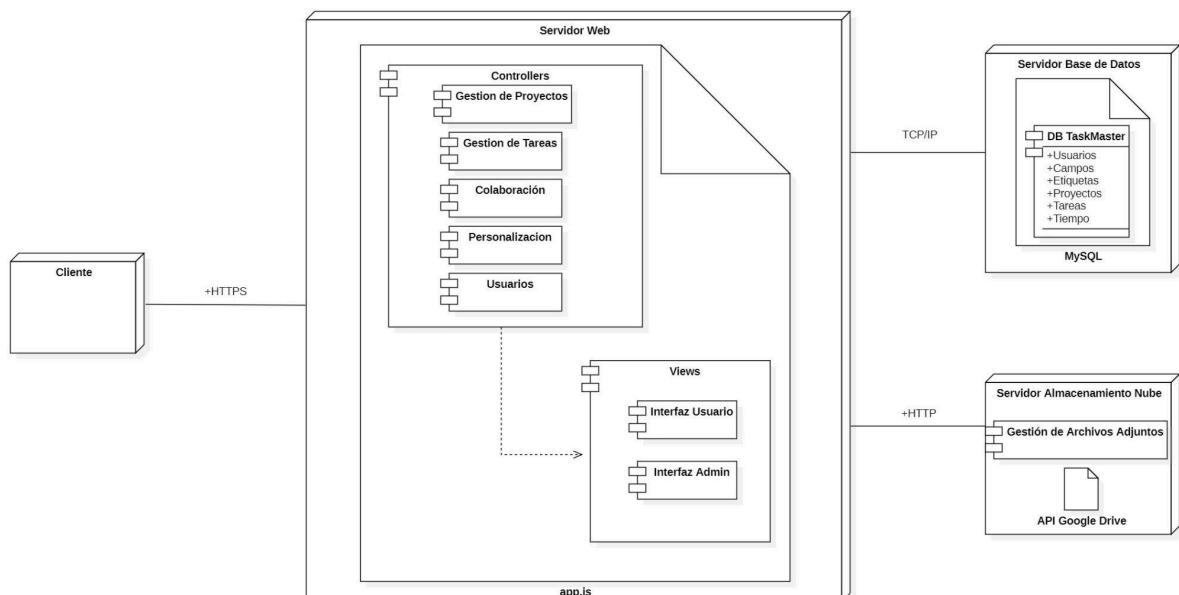 Servidor Web
Controllers
Gestion de Proyectos
Gestion de Tareas
Colaboración
Personalizacion
Usuarios
Views
Interfaz Usuario
Interfaz Admin
app.js
Cliente
+HTTPS
TCP/IP
Servidor Base de Datos
DB TaskMaster
+Usuarios
+Campos
+Etiquetas
+Proyectos
+Tareas
+Tiempo
MySQL
+HTTP
Servidor Almacenamiento Nube
Gestión de Archivos Adjuntos
API Google Drive